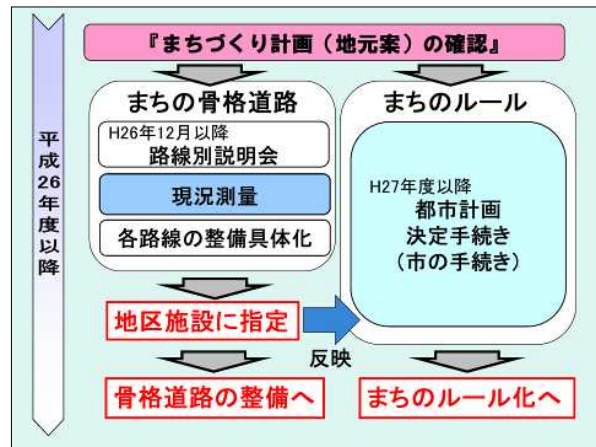 『まちづくり計画（地元案）の確認』
平成26年度以降
まちの骨格道路
H26年12月以降
路線別説明会
現況測量
各路線の整備具体化
地区施設に指定
反映
骨格道路の整備へ
まちのルール
H27年度以降
都市計画
決定手続き
（市の手続き）
まちのルール化へ